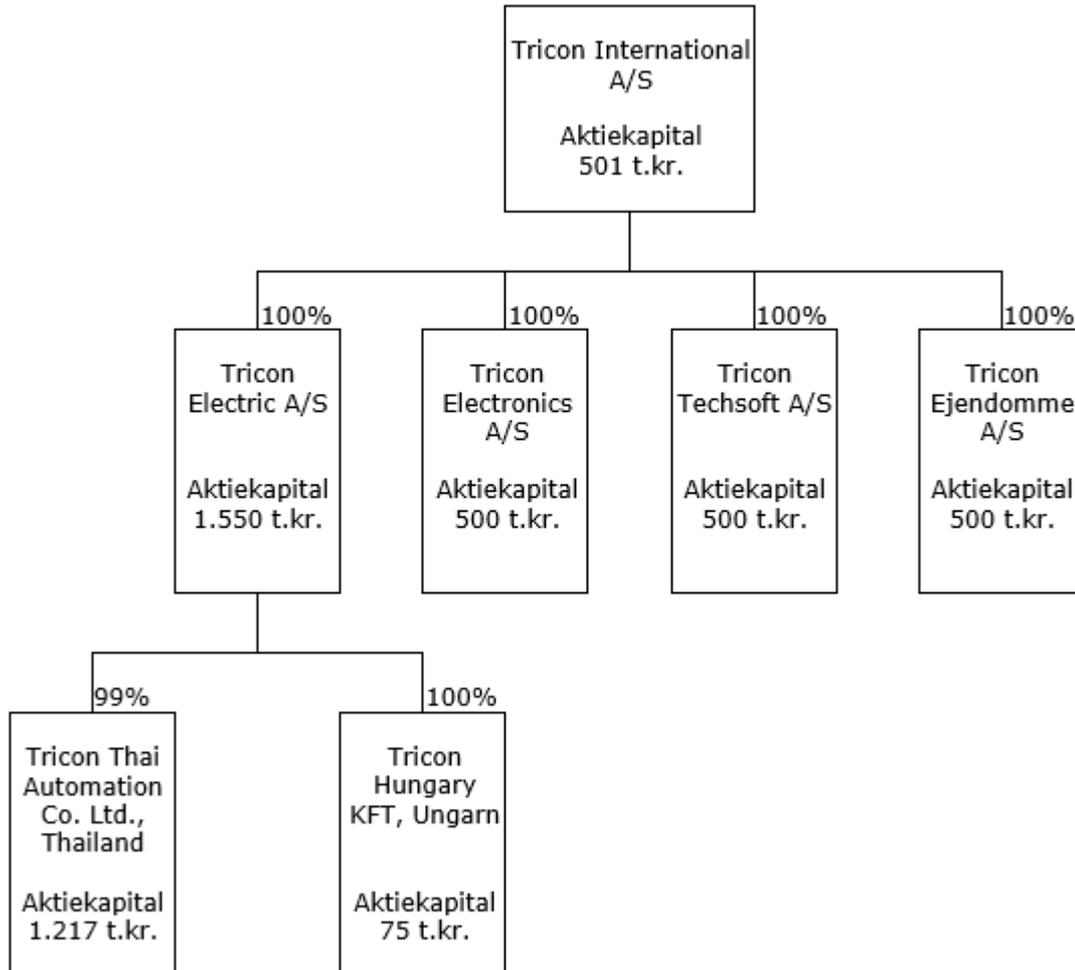 Tricon International
A/S
Aktiekapital
501 t.kr.
100%
Tricon
Electric A/S
Aktiekapital
1.550 t.kr.
100%
Tricon
Electronics
A/S
Aktiekapital
500 t.kr.
100%
Tricon
Techsoft A/S
Aktiekapital
500 t.kr.
100%
Tricon
Ejendomme
A/S
Aktiekapital
500 t.kr.
99%
Tricon Thai
Automation
Co. Ltd.,
Thailand
Aktiekapital
1.217 t.kr.
100%
Tricon
Hungary
KFT, Ungarn
Aktiekapital
75 t.kr.